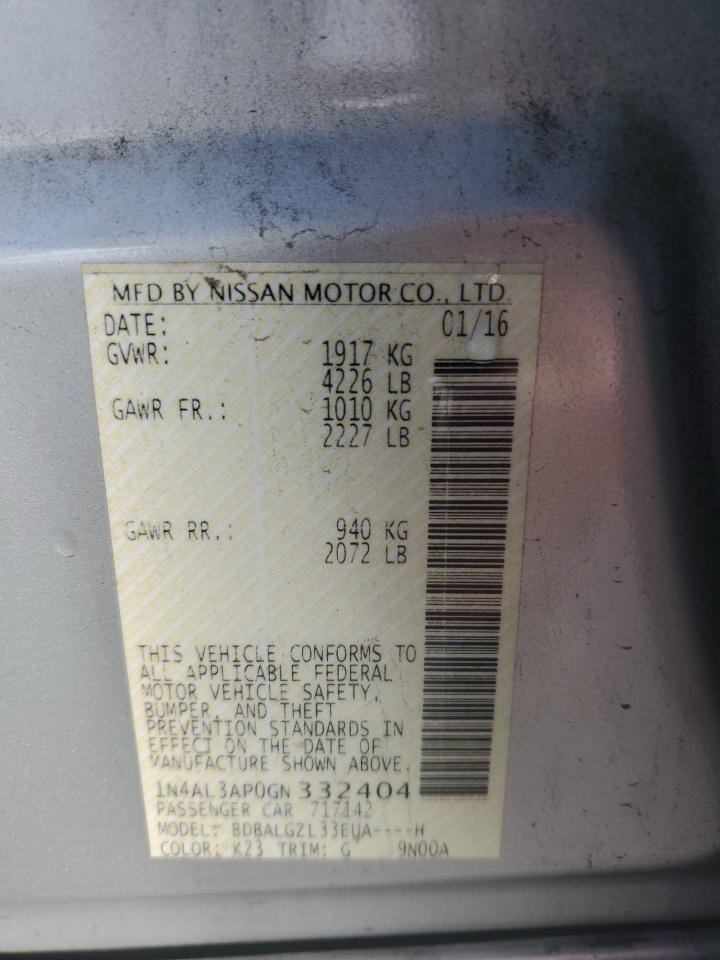 MFD BY NISSAN MOTOR CO., LTD.
DATE: 01/16
GVWR: 1917 KG
4226 LB
GAWR FR.: 1010 KG
2227 LB
GAWR RR.: 940 KG
2072 LB
THIS VEHICLE CONFORMS TO
ALL APPLICABLE FEDERAL
MOTOR VEHICLE SAFETY,
BUMPER, AND THEFT
PREVENTION STANDARDS IN
EFFECT ON THE DATE OF
MANUFACTURE SHOWN ABOVE.
1N4AL3AP0GN332404
PASSENGER CAR 717142
MODEL: BDBALGZL33EUA----H
COLOR: K23 TRIM: G 9N00A